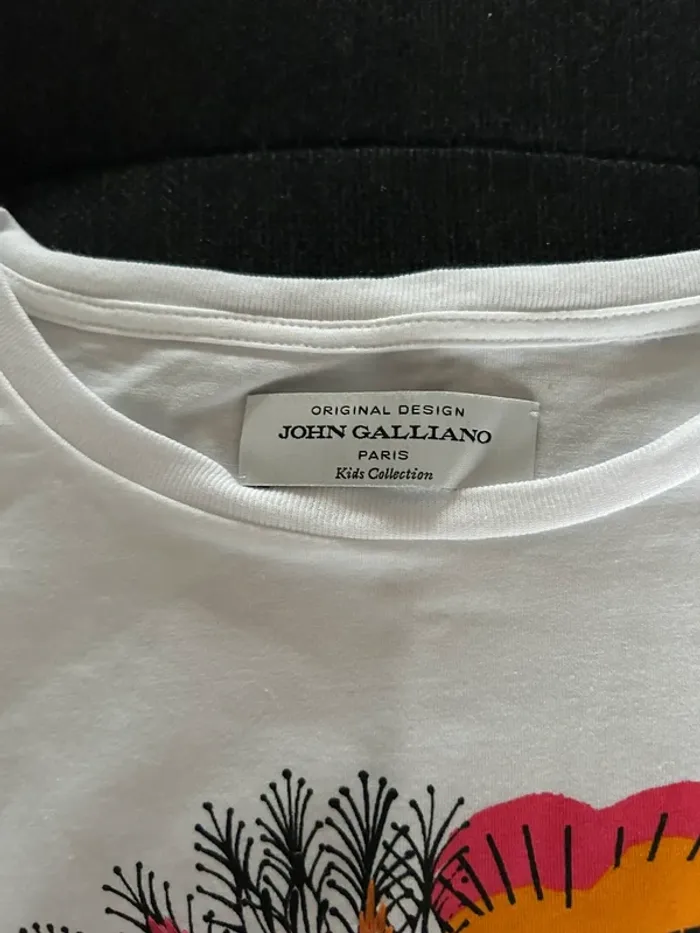 ORIGINAL DESIGN
JOHN GALLIANO
PARIS
Kids Collection